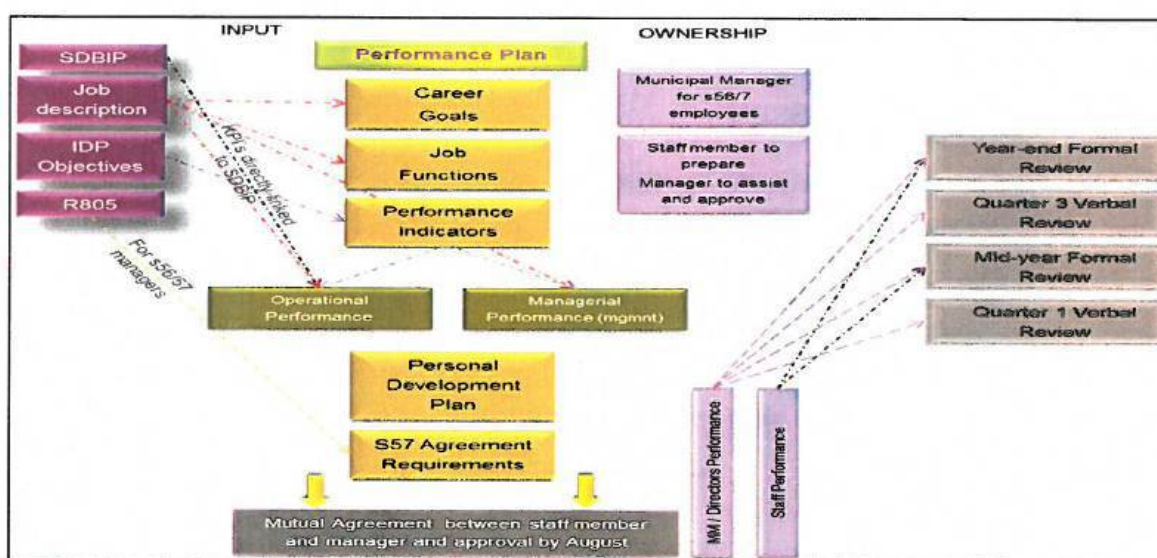 INPUT
OWNERSHIP
SDBIP
Job
description
IDP
Objectives
R805
KPI's directly linked
to SDBIP
For s56/57
managers
Performance Plan
Career
Goals
Job
Functions
Performance
Indicators
Operational
Performance
Managerial
Performance (mgmnt)
Personal
Development
Plan
S57 Agreement
Requirements
Mutual Agreement between staff member
and manager and approval by August
Municipal Manager
for s56/7
employees
Staff member to
prepare
Manager to assist
and approve
MM / Directors Performance
Staff Performance
Year-end Formal
Review
Quarter 3 Verbal
Review
Mid-year Formal
Review
Quarter 1 Verbal
Review